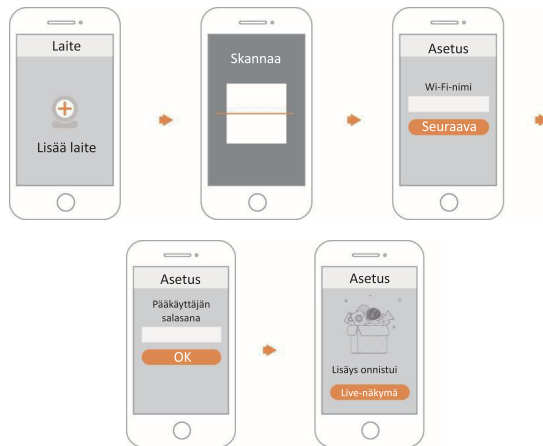 Laite
Lisää laite
Skannaa
Asetus
Wi-Fi-nimi
Seuraava
Asetus
Pääkäyttäjän
salasana
OK
Asetus
Lisäys onnistui
Live-näkymä